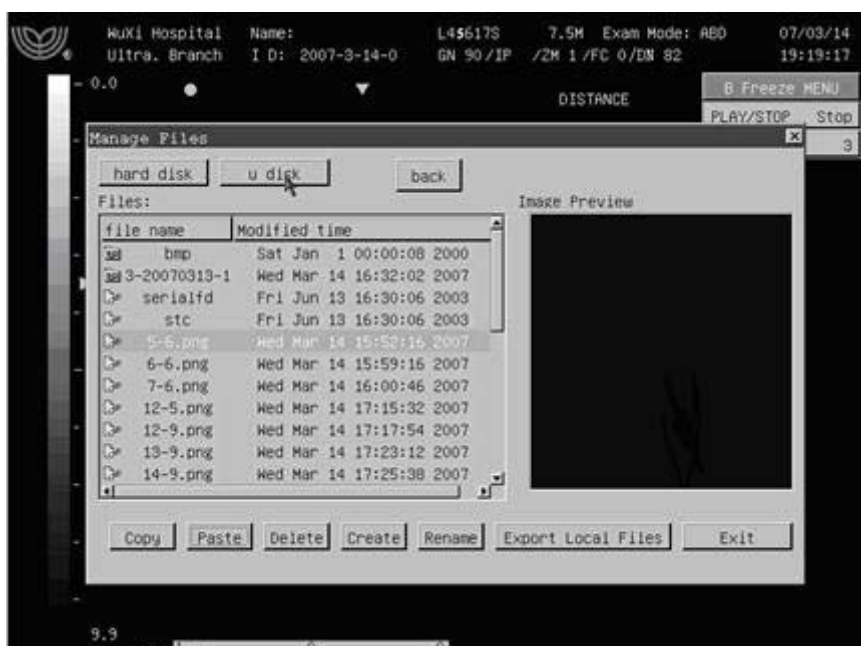 WuXi Hospital Name: L45617S 7.5M Exam Mode: ABD 07/03/14
Ultra. Branch I D: 2007-3-14-0 GN 90/IP /ZM 1/FC 0/DN 82 19:19:17
0.0
DISTANCE
B Freeze MENU
PLAY/STOP Stop
3
Manage Files
hard disk u disk back
Files: Image Preview
file name Modified time
bmp Sat Jan 1 00:00:08 2000
3-20070313-1 Wed Mar 14 16:32:02 2007
serialfd Fri Jun 13 16:30:06 2003
stc Fri Jun 13 16:30:06 2003
5-6.png Wed Mar 14 15:52:16 2007
6-6.png Wed Mar 14 15:59:16 2007
7-6.png Wed Mar 14 16:00:46 2007
12-5.png Wed Mar 14 17:15:32 2007
12-9.png Wed Mar 14 17:17:54 2007
13-9.png Wed Mar 14 17:23:12 2007
14-9.png Wed Mar 14 17:25:38 2007
Copy Paste Delete Create Rename Export Local Files Exit
9.9